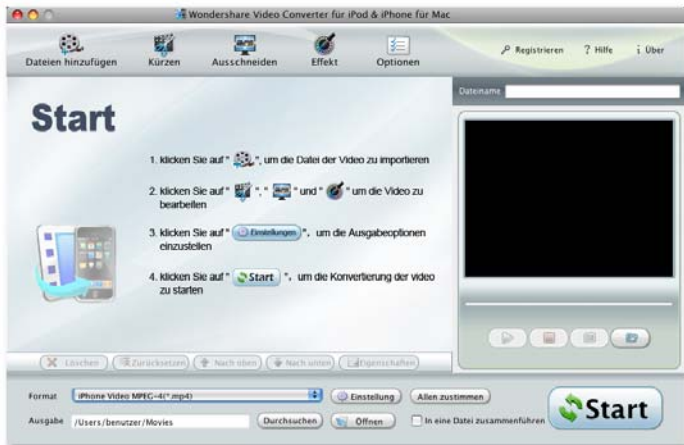 Wondershare Video Converter für iPod & iPhone für Mac
Dateien hinzufügen Kürzen Ausschneiden Effekt Optionen Registrieren ? Hilfe i Über
Dateiname
Start
1. klicken Sie auf " ", um die Datei der Video zu importieren
2. klicken Sie auf " ", " " und " " um die Video zu
bearbeiten
3. klicken Sie auf " Einstellungen ", um die Ausgabeoptionen
einzustellen
4. klicken Sie auf " Start ", um die Konvertierung der video
zu starten
Löschen Zurücksetzen Nach oben Nach unten Eigenschaften
Format iPhone Video MPEG-4(*.mp4) Einstellung Allen zustimmen
Ausgabe /Users/benutzer/Movies Durchsuchen Öffnen In eine Datei zusammenführen
Start